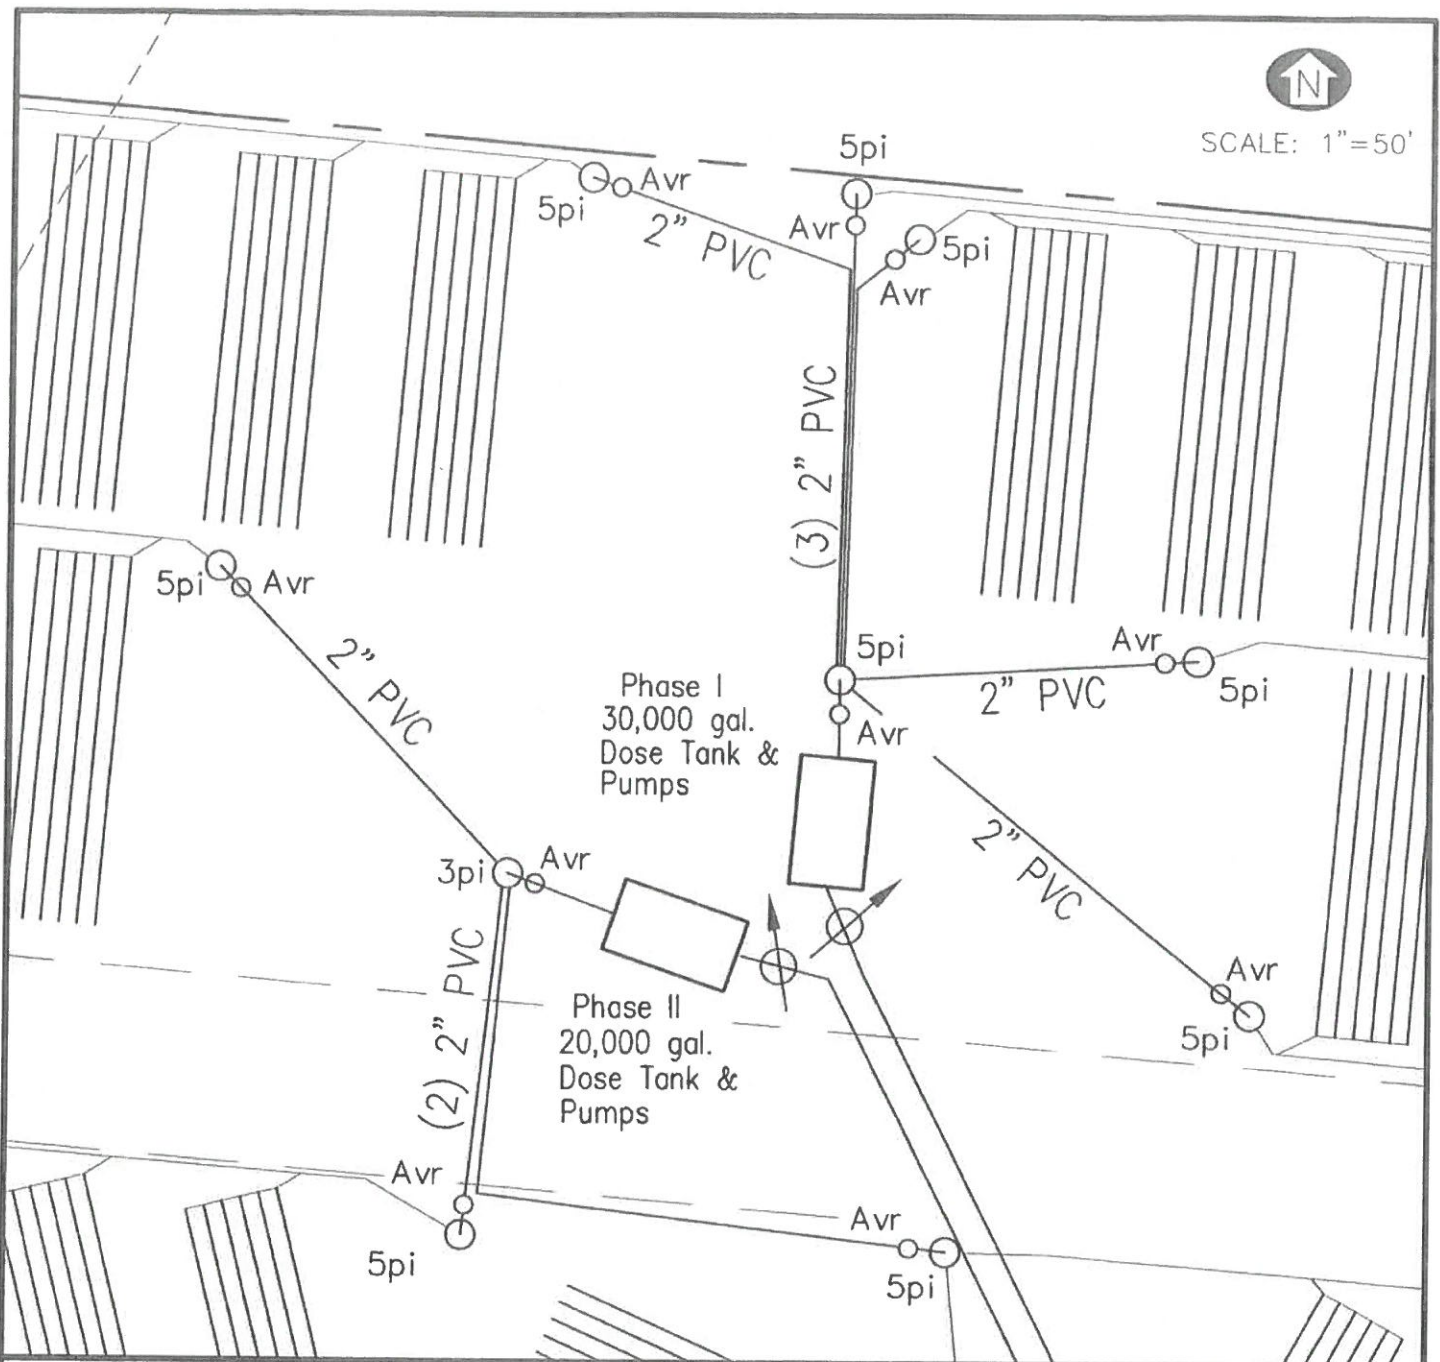 N
SCALE: 1"=50'
5pi
Avr
5pi
2" PVC
Avr
5pi
Avr
(3) 2" PVC
5pi
Avr
2" PVC
5pi
Avr
2" PVC
5pi
Avr
5pi
Phase I
30,000 gal.
Dose Tank &
Pumps
2" PVC
3pi
Avr
(2) 2" PVC
Phase II
20,000 gal.
Dose Tank &
Pumps
Avr
5pi
Avr
5pi
Avr
5pi